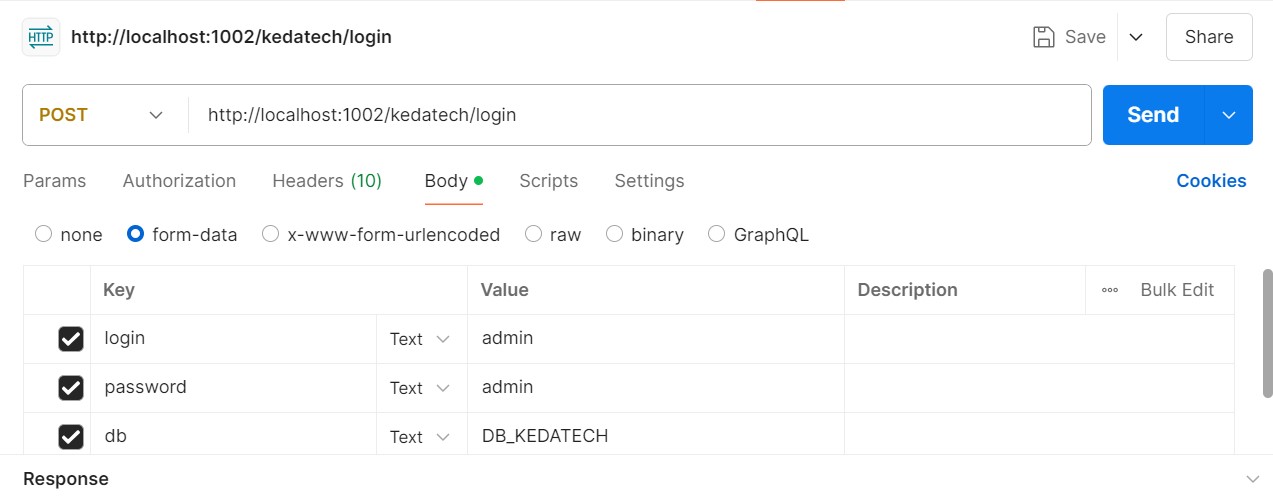 HTTP http://localhost:1002/kedatech/login Save Share
POST http://localhost:1002/kedatech/login Send
Params Authorization Headers (10) Body Scripts Settings Cookies
none form-data x-www-form-urlencoded raw binary GraphQL
Key Value Description Bulk Edit
login Text admin
password Text admin
db Text DB_KEDATECH
Response